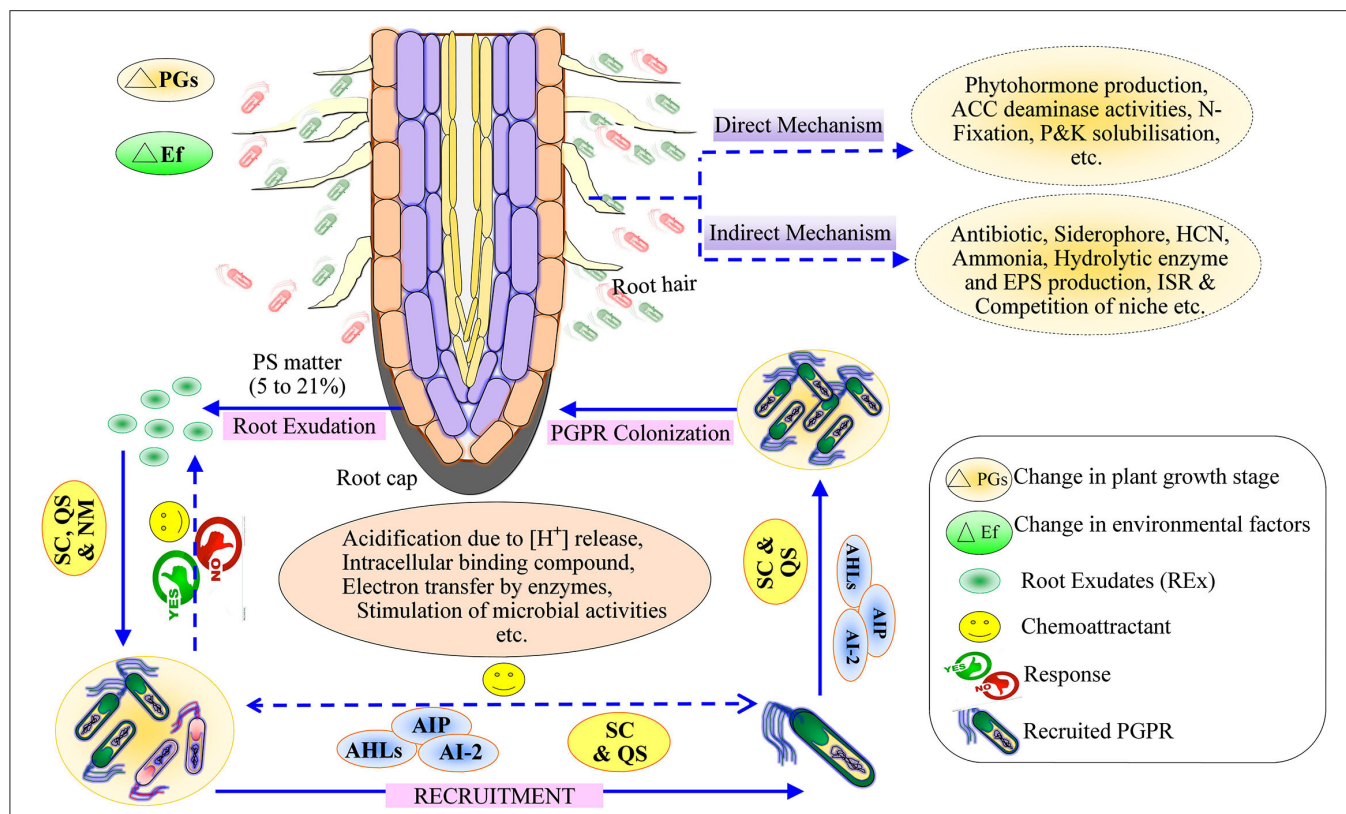 △ PGs
△ Ef
Direct Mechanism
Phytohormone production,
ACC deaminase activities, N-
Fixation, P&K solubilisation,
etc.
Indirect Mechanism
Antibiotic, Siderophore, HCN,
Ammonia, Hydrolytic enzyme
and EPS production, ISR &
Competition of niche etc.
Root hair
PS matter
(5 to 21%)
Root Exudation
Root cap
PGPR Colonization
SC, QS
& NM
YES
NO
Acidification due to [H⁺] release,
Intracellular binding compound,
Electron transfer by enzymes,
Stimulation of microbial activities
etc.
SC &
QS
AHLs
AIP
AI-2
AIP
AHLs
AI-2
SC
& QS
RECRUITMENT
△ PGs
Change in plant growth stage
△ Ef
Change in environmental factors
Root Exudates (REx)
Chemoattractant
YES
NO
Response
Recruited PGPR